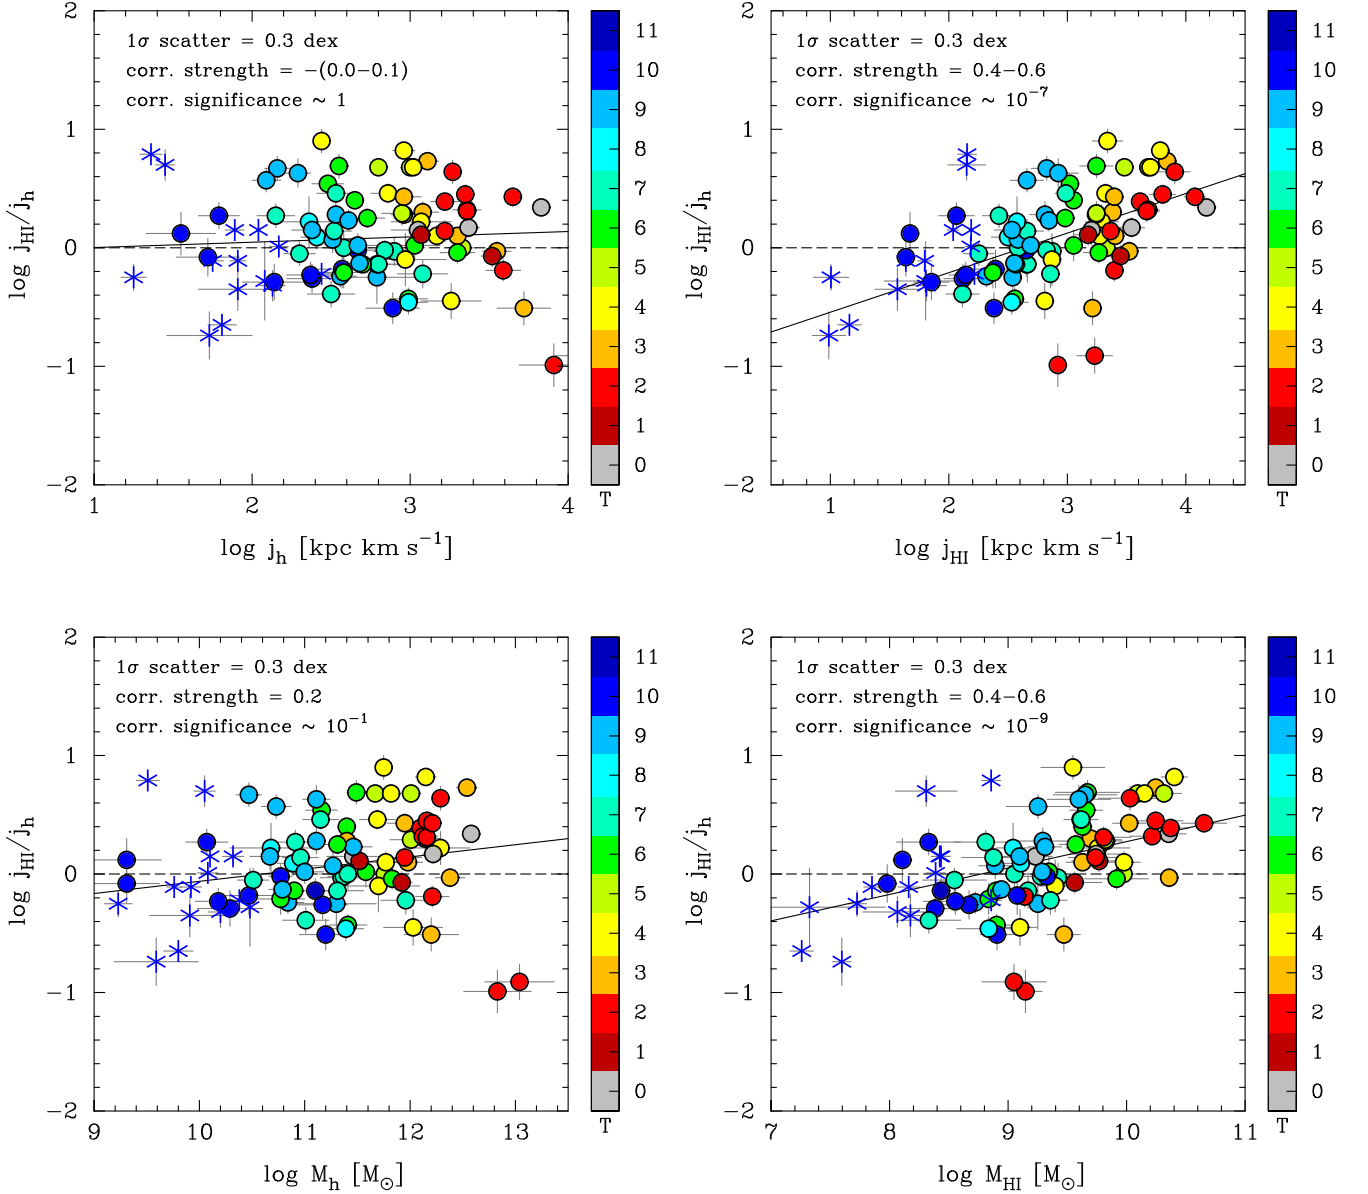 1σ scatter = 0.3 dex
corr. strength = −(0.0−0.1)
corr. significance ~ 1
log j_HI/j_h
2
1
0
−1
−2
1 2 3 4
log j_h [kpc km s^−1]
11
10
9
8
7
6
5
4
3
2
1
0
T
1σ scatter = 0.3 dex
corr. strength = 0.4−0.6
corr. significance ~ 10^−7
log j_HI/j_h
2
1
0
−1
−2
1 2 3 4
log j_HI [kpc km s^−1]
11
10
9
8
7
6
5
4
3
2
1
0
T
1σ scatter = 0.3 dex
corr. strength = 0.2
corr. significance ~ 10^−1
log j_HI/j_h
2
1
0
−1
−2
9 10 11 12 13
log M_h [M_⊙]
11
10
9
8
7
6
5
4
3
2
1
0
T
1σ scatter = 0.3 dex
corr. strength = 0.4−0.6
corr. significance ~ 10^−9
log j_HI/j_h
2
1
0
−1
−2
7 8 9 10 11
log M_HI [M_⊙]
11
10
9
8
7
6
5
4
3
2
1
0
T